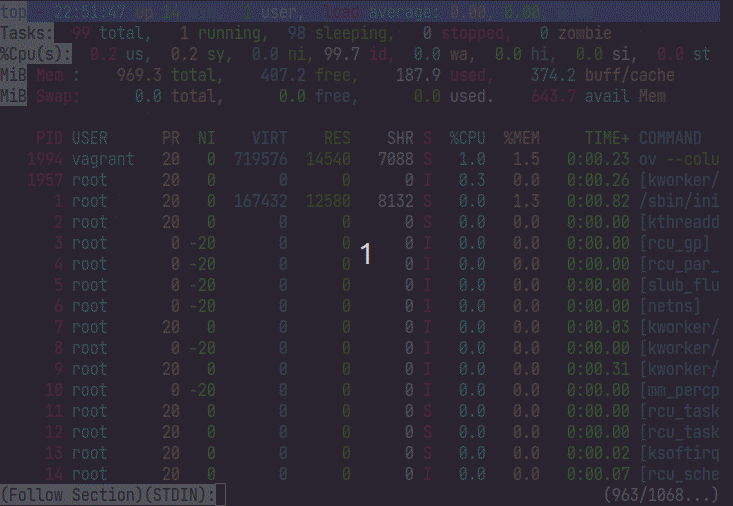 top - 22:51:47 up 14 min, 1 user, load average: 0.00, 0.00,
Tasks: 99 total, 1 running, 98 sleeping, 0 stopped, 0 zombie
%Cpu(s): 0.2 us, 0.2 sy, 0.0 ni, 99.7 id, 0.0 wa, 0.0 hi, 0.0 si, 0.0 st
MiB Mem : 969.3 total, 407.2 free, 187.9 used, 374.2 buff/cache
MiB Swap: 0.0 total, 0.0 free, 0.0 used. 643.7 avail Mem
PID USER PR NI VIRT RES SHR S %CPU %MEM TIME+ COMMAND
1994 vagrant 20 0 719576 14540 7088 S 1.0 1.5 0:00.23 ov --colu
1957 root 20 0 0 0 0 I 0.3 0.0 0:00.26 [kworker/
1 root 20 0 167432 12580 8132 S 0.0 1.3 0:00.82 /sbin/ini
2 root 20 0 0 0 0 S 0.0 0.0 0:00.00 [kthreadd
3 root 0 -20 0 0 0 I 0.0 0.0 0:00.00 [rcu_gp]
4 root 0 -20 0 0 0 I 0.0 0.0 0:00.00 [rcu_par_
5 root 0 -20 0 0 0 I 0.0 0.0 0:00.00 [slub_flu
6 root 0 -20 0 0 0 I 0.0 0.0 0:00.00 [netns]
7 root 20 0 0 0 0 I 0.0 0.0 0:00.03 [kworker/
8 root 0 -20 0 0 0 I 0.0 0.0 0:00.00 [kworker/
9 root 20 0 0 0 0 I 0.0 0.0 0:00.31 [kworker/
10 root 0 -20 0 0 0 I 0.0 0.0 0:00.00 [mm_percp
11 root 20 0 0 0 0 S 0.0 0.0 0:00.00 [rcu_task
12 root 20 0 0 0 0 S 0.0 0.0 0:00.00 [rcu_task
13 root 20 0 0 0 0 S 0.0 0.0 0:00.02 [ksoftirq
14 root 20 0 0 0 0 I 0.0 0.0 0:00.07 [rcu_sche
(Follow Section)(STDIN): (963/1068...)
1